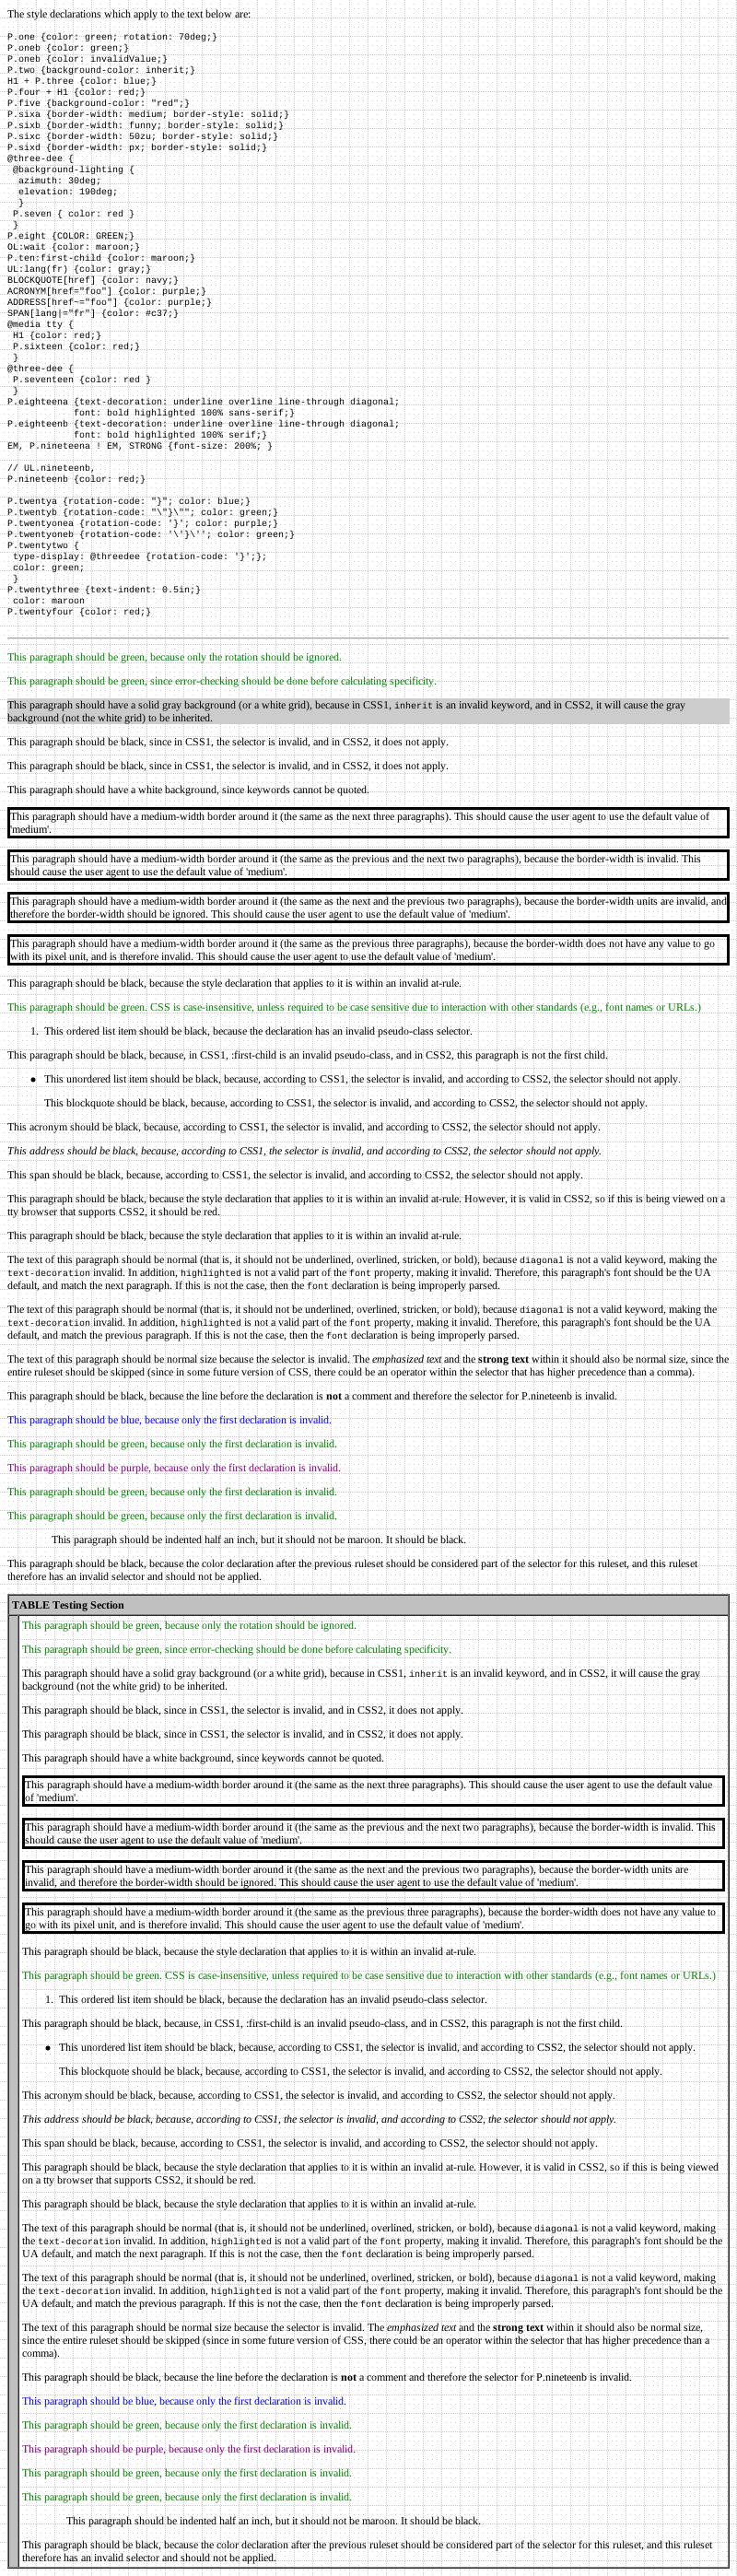 The style declarations which apply to the text below are:
P.one {color: green; rotation: 70deg;}
P.oneb {color: green;}
P.oneb {color: invalidValue;}
P.two {background-color: inherit;}
H1 + P.three {color: blue;}
P.four + H1 {color: red;}
P.five {background-color: "red";}
P.sixa {border-width: medium; border-style: solid;}
P.sixb {border-width: funny; border-style: solid;}
P.sixc {border-width: 50zu; border-style: solid;}
P.sixd {border-width: px; border-style: solid;}
@three-dee {
@background-lighting {
azimuth: 30deg;
elevation: 190deg;
}
P.seven { color: red }
}
P.eight {COLOR: GREEN;}
OL:wait {color: maroon;}
P.ten:first-child {color: maroon;}
UL:lang(fr) {color: gray;}
BLOCKQUOTE[href] {color: navy;}
ACRONYM[href="foo"] {color: purple;}
ADDRESS[href~="foo"] {color: purple;}
SPAN[lang|="fr"] {color: #c37;}
@media tty {
H1 {color: red;}
P.sixteen {color: red;}
}
@three-dee {
P.seventeen {color: red }
}
P.eighteena {text-decoration: underline overline line-through diagonal;
font: bold highlighted 100% sans-serif;}
P.eighteenb {text-decoration: underline overline line-through diagonal;
font: bold highlighted 100% serif;}
EM, P.nineteena ! EM, STRONG {font-size: 200%; }
// UL.nineteenb,
P.nineteenb {color: red;}
P.twentya {rotation-code: "}"; color: blue;}
P.twentyb {rotation-code: "\"}\""; color: green;}
P.twentyonea {rotation-code: '}'; color: purple;}
P.twentyoneb {rotation-code: '\'}\''; color: green;}
P.twentytwo {
type-display: @threedee {rotation-code: '}';};
color: green;
}
P.twentythree {text-indent: 0.5in;}
color: maroon
P.twentyfour {color: red;}
This paragraph should be green, because only the rotation should be ignored.
This paragraph should be green, since error-checking should be done before calculating specificity.
This paragraph should have a solid gray background (or a white grid), because in CSS1, inherit is an invalid keyword, and in CSS2, it will cause the gray
background (not the white grid) to be inherited.
This paragraph should be black, since in CSS1, the selector is invalid, and in CSS2, it does not apply.
This paragraph should be black, since in CSS1, the selector is invalid, and in CSS2, it does not apply.
This paragraph should have a white background, since keywords cannot be quoted.
This paragraph should have a medium-width border around it (the same as the next three paragraphs). This should cause the user agent to use the default value of
'medium'.
This paragraph should have a medium-width border around it (the same as the previous and the next two paragraphs), because the border-width is invalid. This
should cause the user agent to use the default value of 'medium'.
This paragraph should have a medium-width border around it (the same as the next and the previous two paragraphs), because the border-width units are invalid, and
therefore the border-width should be ignored. This should cause the user agent to use the default value of 'medium'.
This paragraph should have a medium-width border around it (the same as the previous three paragraphs), because the border-width does not have any value to go
with its pixel unit, and is therefore invalid. This should cause the user agent to use the default value of 'medium'.
This paragraph should be black, because the style declaration that applies to it is within an invalid at-rule.
This paragraph should be green. CSS is case-insensitive, unless required to be case sensitive due to interaction with other standards (e.g., font names or URLs.)
1. This ordered list item should be black, because the declaration has an invalid pseudo-class selector.
This paragraph should be black, because, in CSS1, :first-child is an invalid pseudo-class, and in CSS2, this paragraph is not the first child.
● This unordered list item should be black, because, according to CSS1, the selector is invalid, and according to CSS2, the selector should not apply.
This blockquote should be black, because, according to CSS1, the selector is invalid, and according to CSS2, the selector should not apply.
This acronym should be black, because, according to CSS1, the selector is invalid, and according to CSS2, the selector should not apply.
This address should be black, because, according to CSS1, the selector is invalid, and according to CSS2, the selector should not apply.
This span should be black, because, according to CSS1, the selector is invalid, and according to CSS2, the selector should not apply.
This paragraph should be black, because the style declaration that applies to it is within an invalid at-rule. However, it is valid in CSS2, so if this is being viewed on a
tty browser that supports CSS2, it should be red.
This paragraph should be black, because the style declaration that applies to it is within an invalid at-rule.
The text of this paragraph should be normal (that is, it should not be underlined, overlined, stricken, or bold), because diagonal is not a valid keyword, making the
text-decoration invalid. In addition, highlighted is not a valid part of the font property, making it invalid. Therefore, this paragraph's font should be the UA
default, and match the next paragraph. If this is not the case, then the font declaration is being improperly parsed.
The text of this paragraph should be normal (that is, it should not be underlined, overlined, stricken, or bold), because diagonal is not a valid keyword, making the
text-decoration invalid. In addition, highlighted is not a valid part of the font property, making it invalid. Therefore, this paragraph's font should be the UA
default, and match the previous paragraph. If this is not the case, then the font declaration is being improperly parsed.
The text of this paragraph should be normal size because the selector is invalid. The emphasized text and the strong text within it should also be normal size, since the
entire ruleset should be skipped (since in some future version of CSS, there could be an operator within the selector that has higher precedence than a comma).
This paragraph should be black, because the line before the declaration is not a comment and therefore the selector for P.nineteenb is invalid.
This paragraph should be blue, because only the first declaration is invalid.
This paragraph should be green, because only the first declaration is invalid.
This paragraph should be purple, because only the first declaration is invalid.
This paragraph should be green, because only the first declaration is invalid.
This paragraph should be green, because only the first declaration is invalid.
This paragraph should be indented half an inch, but it should not be maroon. It should be black.
This paragraph should be black, because the color declaration after the previous ruleset should be considered part of the selector for this ruleset, and this ruleset
therefore has an invalid selector and should not be applied.
TABLE Testing Section
This paragraph should be green, because only the rotation should be ignored.
This paragraph should be green, since error-checking should be done before calculating specificity.
This paragraph should have a solid gray background (or a white grid), because in CSS1, inherit is an invalid keyword, and in CSS2, it will cause the gray
background (not the white grid) to be inherited.
This paragraph should be black, since in CSS1, the selector is invalid, and in CSS2, it does not apply.
This paragraph should be black, since in CSS1, the selector is invalid, and in CSS2, it does not apply.
This paragraph should have a white background, since keywords cannot be quoted.
This paragraph should have a medium-width border around it (the same as the next three paragraphs). This should cause the user agent to use the default value
of 'medium'.
This paragraph should have a medium-width border around it (the same as the previous and the next two paragraphs), because the border-width is invalid. This
should cause the user agent to use the default value of 'medium'.
This paragraph should have a medium-width border around it (the same as the next and the previous two paragraphs), because the border-width units are
invalid, and therefore the border-width should be ignored. This should cause the user agent to use the default value of 'medium'.
This paragraph should have a medium-width border around it (the same as the previous three paragraphs), because the border-width does not have any value to
go with its pixel unit, and is therefore invalid. This should cause the user agent to use the default value of 'medium'.
This paragraph should be black, because the style declaration that applies to it is within an invalid at-rule.
This paragraph should be green. CSS is case-insensitive, unless required to be case sensitive due to interaction with other standards (e.g., font names or URLs.)
1. This ordered list item should be black, because the declaration has an invalid pseudo-class selector.
This paragraph should be black, because, in CSS1, :first-child is an invalid pseudo-class, and in CSS2, this paragraph is not the first child.
● This unordered list item should be black, because, according to CSS1, the selector is invalid, and according to CSS2, the selector should not apply.
This blockquote should be black, because, according to CSS1, the selector is invalid, and according to CSS2, the selector should not apply.
This acronym should be black, because, according to CSS1, the selector is invalid, and according to CSS2, the selector should not apply.
This address should be black, because, according to CSS1, the selector is invalid, and according to CSS2, the selector should not apply.
This span should be black, because, according to CSS1, the selector is invalid, and according to CSS2, the selector should not apply.
This paragraph should be black, because the style declaration that applies to it is within an invalid at-rule. However, it is valid in CSS2, so if this is being viewed
on a tty browser that supports CSS2, it should be red.
This paragraph should be black, because the style declaration that applies to it is within an invalid at-rule.
The text of this paragraph should be normal (that is, it should not be underlined, overlined, stricken, or bold), because diagonal is not a valid keyword, making
the text-decoration invalid. In addition, highlighted is not a valid part of the font property, making it invalid. Therefore, this paragraph's font should be the
UA default, and match the next paragraph. If this is not the case, then the font declaration is being improperly parsed.
The text of this paragraph should be normal (that is, it should not be underlined, overlined, stricken, or bold), because diagonal is not a valid keyword, making
the text-decoration invalid. In addition, highlighted is not a valid part of the font property, making it invalid. Therefore, this paragraph's font should be the
UA default, and match the previous paragraph. If this is not the case, then the font declaration is being improperly parsed.
The text of this paragraph should be normal size because the selector is invalid. The emphasized text and the strong text within it should also be normal size,
since the entire ruleset should be skipped (since in some future version of CSS, there could be an operator within the selector that has higher precedence than a
comma).
This paragraph should be black, because the line before the declaration is not a comment and therefore the selector for P.nineteenb is invalid.
This paragraph should be blue, because only the first declaration is invalid.
This paragraph should be green, because only the first declaration is invalid.
This paragraph should be purple, because only the first declaration is invalid.
This paragraph should be green, because only the first declaration is invalid.
This paragraph should be green, because only the first declaration is invalid.
This paragraph should be indented half an inch, but it should not be maroon. It should be black.
This paragraph should be black, because the color declaration after the previous ruleset should be considered part of the selector for this ruleset, and this ruleset
therefore has an invalid selector and should not be applied.